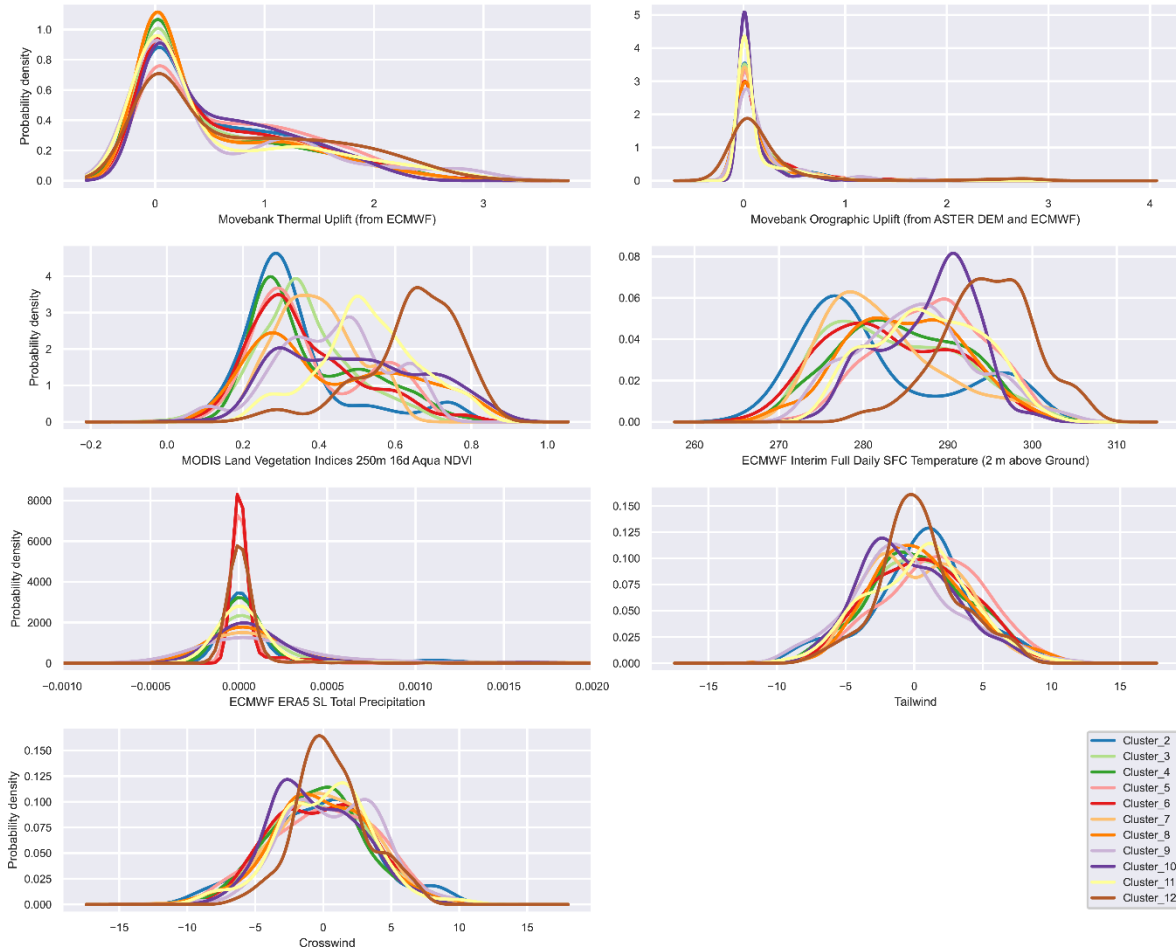 1.0
0.8
0.6
0.4
0.2
0.0
Probability density
0 1 2 3
Movebank Thermal Uplift (from ECMWF)
5
4
3
2
1
0
0 1 2 3 4
Movebank Orographic Uplift (from ASTER DEM and ECMWF)
4
3
2
1
0
Probability density
−0.2 0.0 0.2 0.4 0.6 0.8 1.0
MODIS Land Vegetation Indices 250m 16d Aqua NDVI
0.08
0.06
0.04
0.02
0.00
260 270 280 290 300 310
ECMWF Interim Full Daily SFC Temperature (2 m above Ground)
8000
6000
4000
2000
0
Probability density
−0.0010 −0.0005 0.0000 0.0005 0.0010 0.0015 0.0020
ECMWF ERA5 SL Total Precipitation
0.150
0.125
0.100
0.075
0.050
0.025
0.000
−15 −10 −5 0 5 10 15
Tailwind
0.150
0.125
0.100
0.075
0.050
0.025
0.000
Probability density
−15 −10 −5 0 5 10 15
Crosswind
Cluster_2
Cluster_3
Cluster_4
Cluster_5
Cluster_6
Cluster_7
Cluster_8
Cluster_9
Cluster_10
Cluster_11
Cluster_12